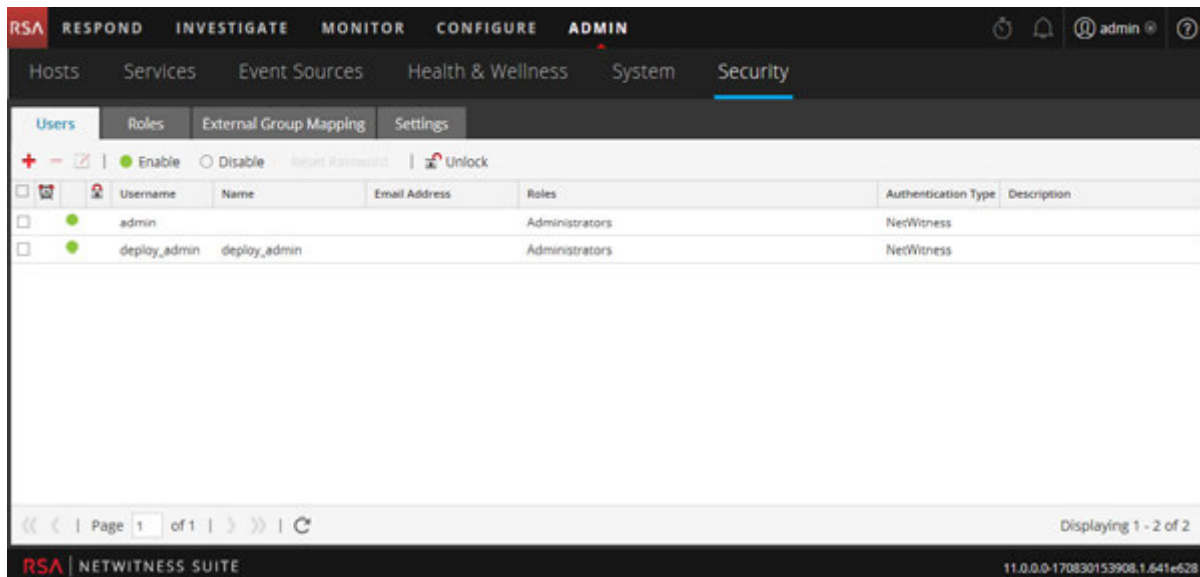 RSA RESPOND INVESTIGATE MONITOR CONFIGURE ADMIN admin
Hosts Services Event Sources Health & Wellness System Security
Users Roles External Group Mapping Settings
Enable Disable Reset Password Unlock
Username Name Email Address Roles Authentication Type Description
admin Administrators NetWitness
deploy_admin deploy_admin Administrators NetWitness
Page 1 of 1 Displaying 1 - 2 of 2
RSA NETWITNESS SUITE 11.0.0.0-170830153908.1.641e628